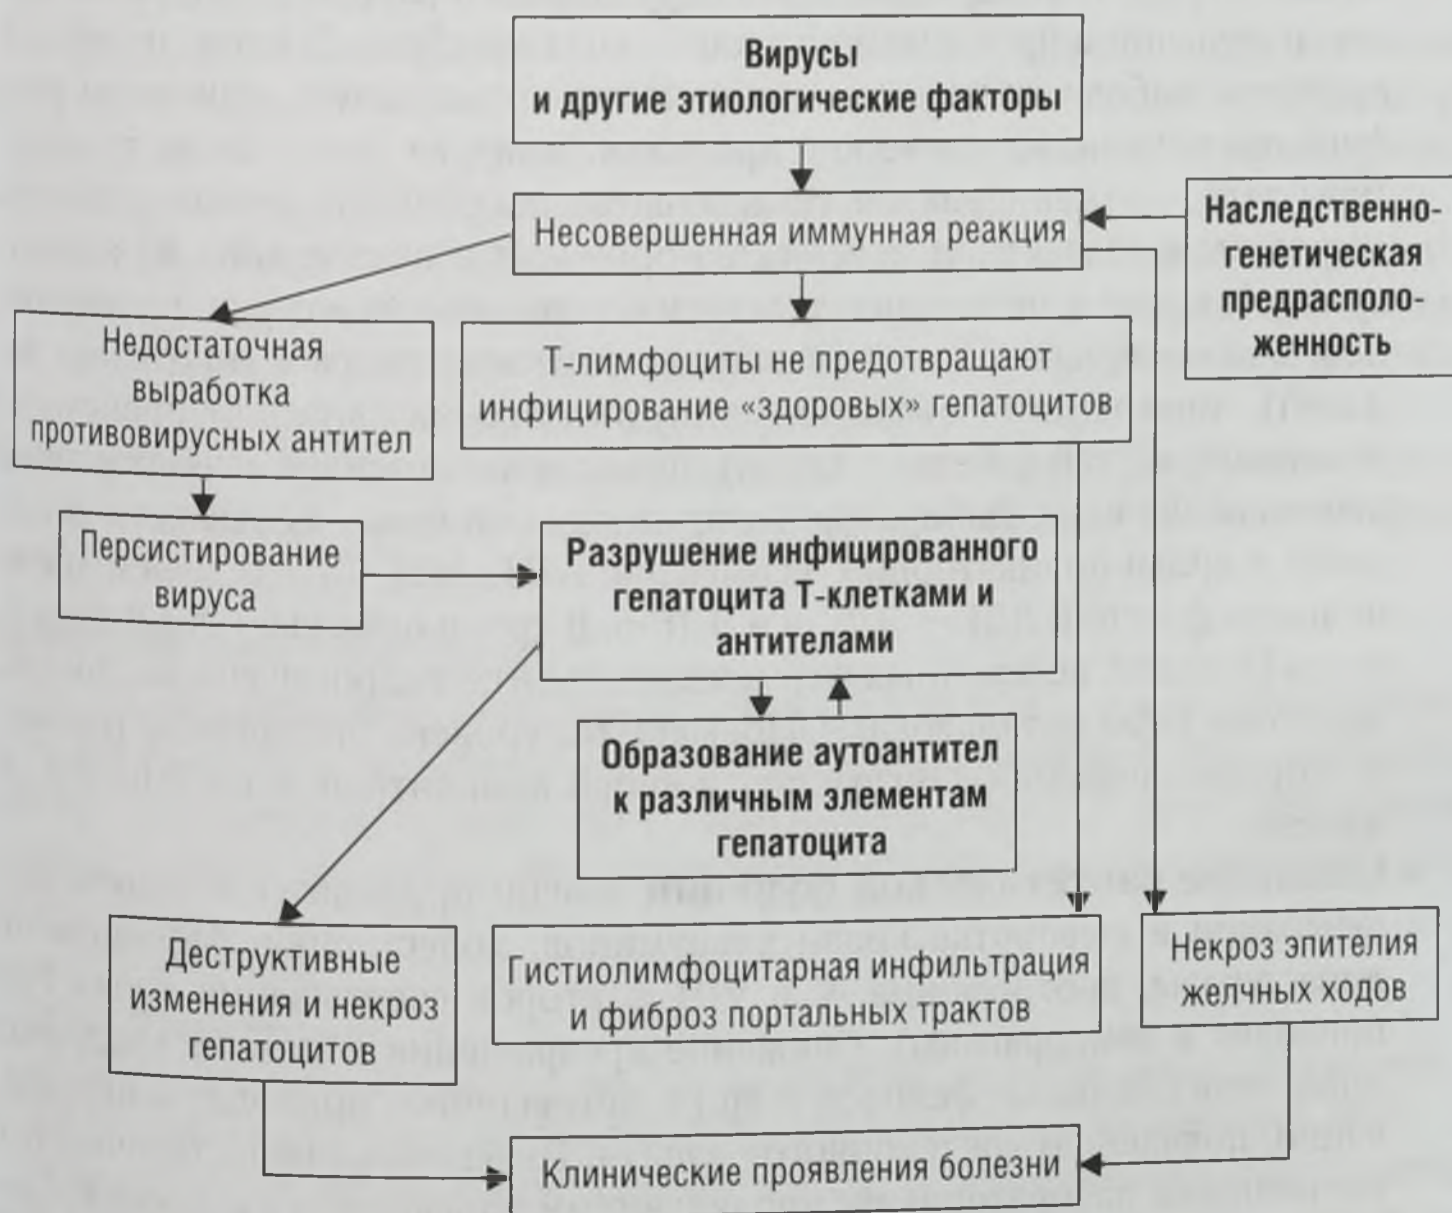 Вирусы
и другие этиологические факторы
Несовершенная иммунная реакция
Наследственно-
генетическая
предрасполо-
женность
Недостаточная
выработка
противовирусных антител
Т-лимфоциты не предотвращают
инфицирование «здоровых» гепатоцитов
Персистирование
вируса
Разрушение инфицированного
гепатоцита Т-клетками и
антителами
Образование аутоантител
к различным элементам
гепатоцита
Деструктивные
изменения и некроз
гепатоцитов
Гистиолимфоцитарная инфильтрация
и фиброз портальных трактов
Некроз эпителия
желчных ходов
Клинические проявления болезни